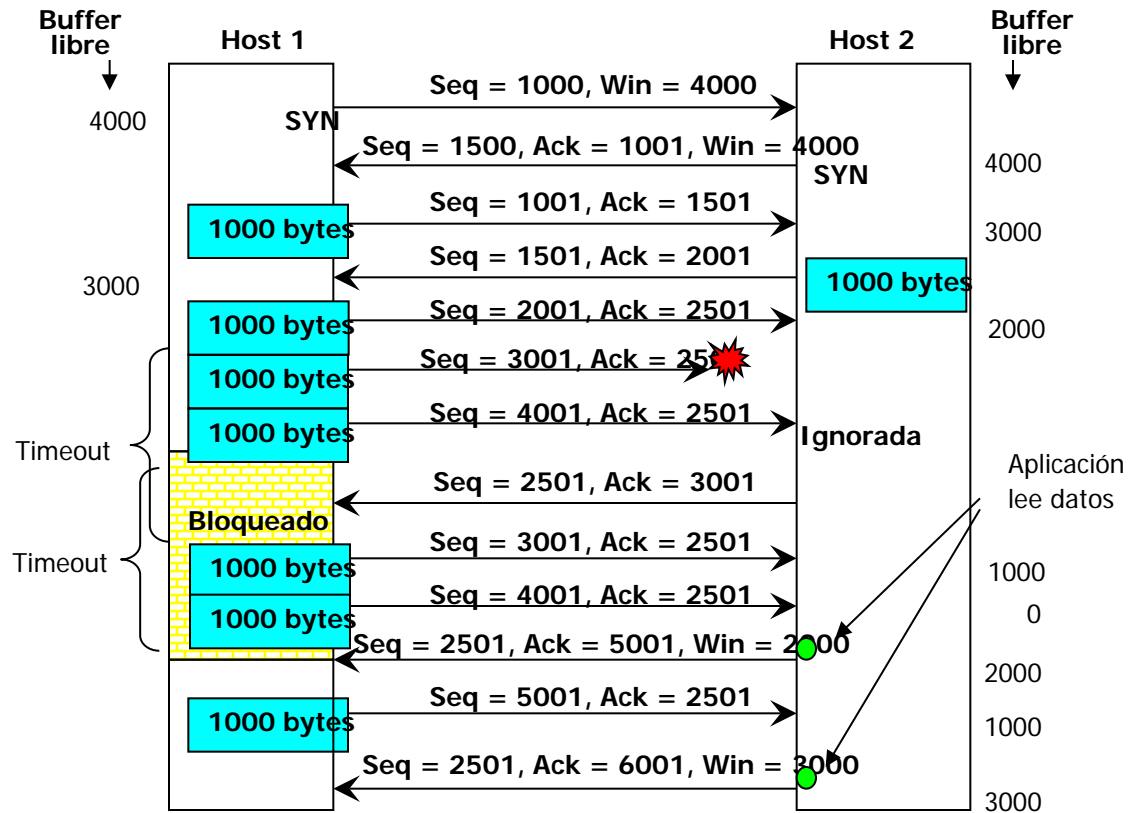 Buffer
libre
Host 1
Host 2
Buffer
libre
Seq = 1000, Win = 4000
4000
SYN
Seq = 1500, Ack = 1001, Win = 4000
SYN
4000
1000 bytes
Seq = 1001, Ack = 1501
3000
Seq = 1501, Ack = 2001
1000 bytes
3000
1000 bytes
Seq = 2001, Ack = 2501
2000
1000 bytes
Seq = 3001, Ack =
1000 bytes
Seq = 4001, Ack = 2501
Ignorada
Timeout
Aplicación
lee datos
Seq = 2501, Ack = 3001
Bloqueado
Timeout
1000 bytes
Seq = 3001, Ack = 2501
1000
1000 bytes
Seq = 4001, Ack = 2501
0
Seq = 2501, Ack = 5001, Win = 2000
2000
1000 bytes
Seq = 5001, Ack = 2501
1000
Seq = 2501, Ack = 6001, Win = 3000
3000